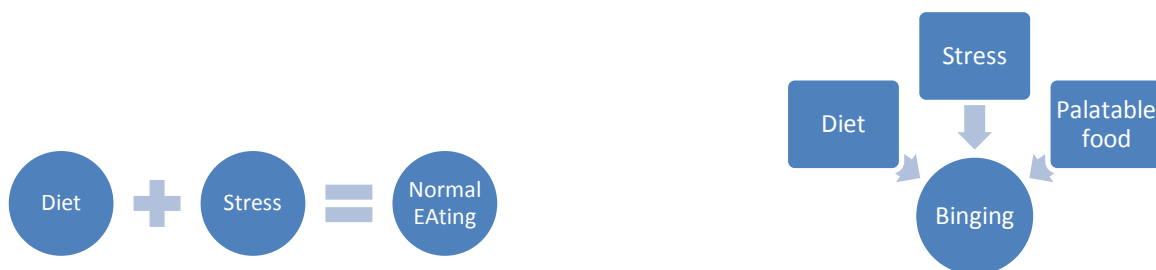 Diet
Stress
Normal
EAting
Stress
Diet
Palatable
food
Binging